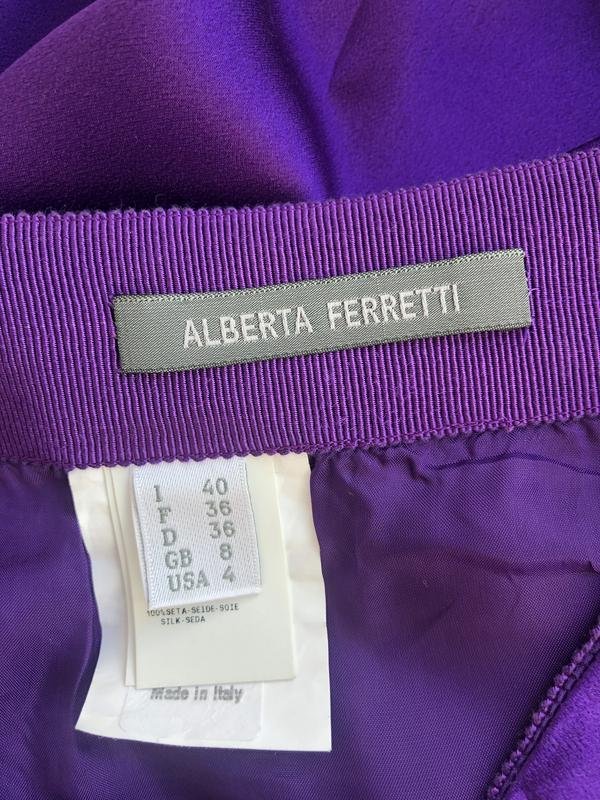 ALBERTA FERRETTI
I 40
F 36
D 36
GB 8
USA 4
100%SETA-SEIDE-SOIE
SILK-SEDA
Made in Italy